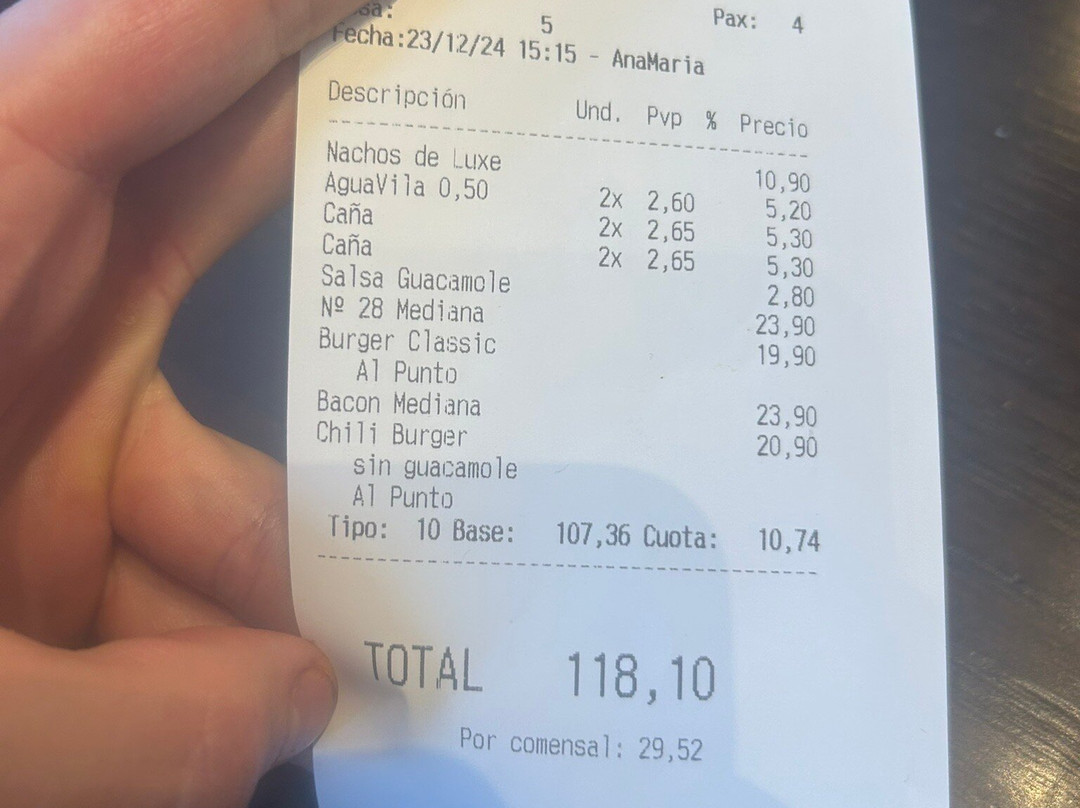 5 Pax: 4
Fecha:23/12/24 15:15 - AnaMaria
Descripción Und. Pvp % Precio
Nachos de Luxe 10,90
AguaVila 0,50 2x 2,60 5,20
Caña 2x 2,65 5,30
Caña 2x 2,65 5,30
Salsa Guacamole 2,80
Nº 28 Mediana 23,90
Burger Classic 19,90
Al Punto
Bacon Mediana 23,90
Chili Burger 20,90
sin guacamole
Al Punto
Tipo: 10 Base: 107,36 Cuota: 10,74
TOTAL 118,10
Por comensal: 29,52